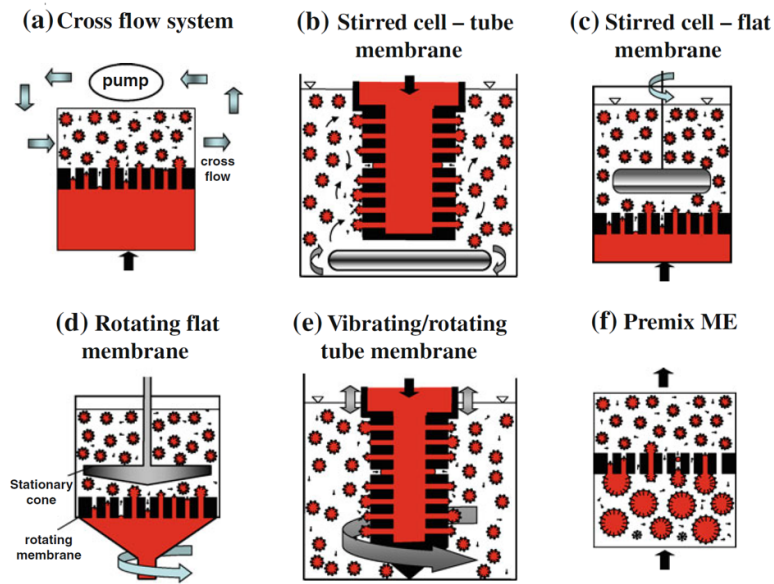 (a) Cross flow system
pump
cross
flow
(b) Stirred cell – tube
membrane
(c) Stirred cell – flat
membrane
(d) Rotating flat
membrane
Stationary
cone
rotating
membrane
(e) Vibrating/rotating
tube membrane
(f) Premix ME